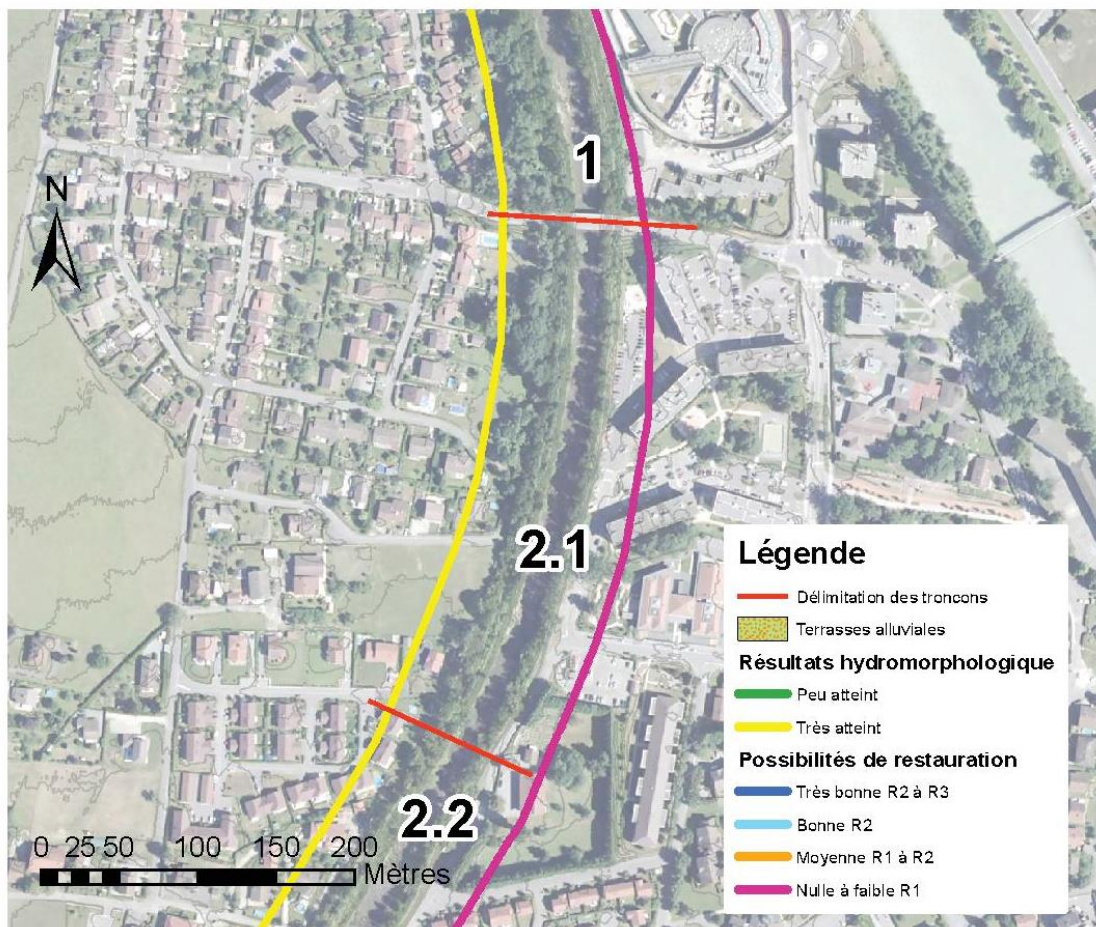 1
N
2.1
2.2
0 25 50 100 150 200
Mètres
Légende
Délimitation des troncons
Terrasses alluviales
Résultats hydromorphologique
Peu atteint
Très atteint
Possibilités de restauration
Très bonne R2 à R3
Bonne R2
Moyenne R1 à R2
Nulle à faible R1